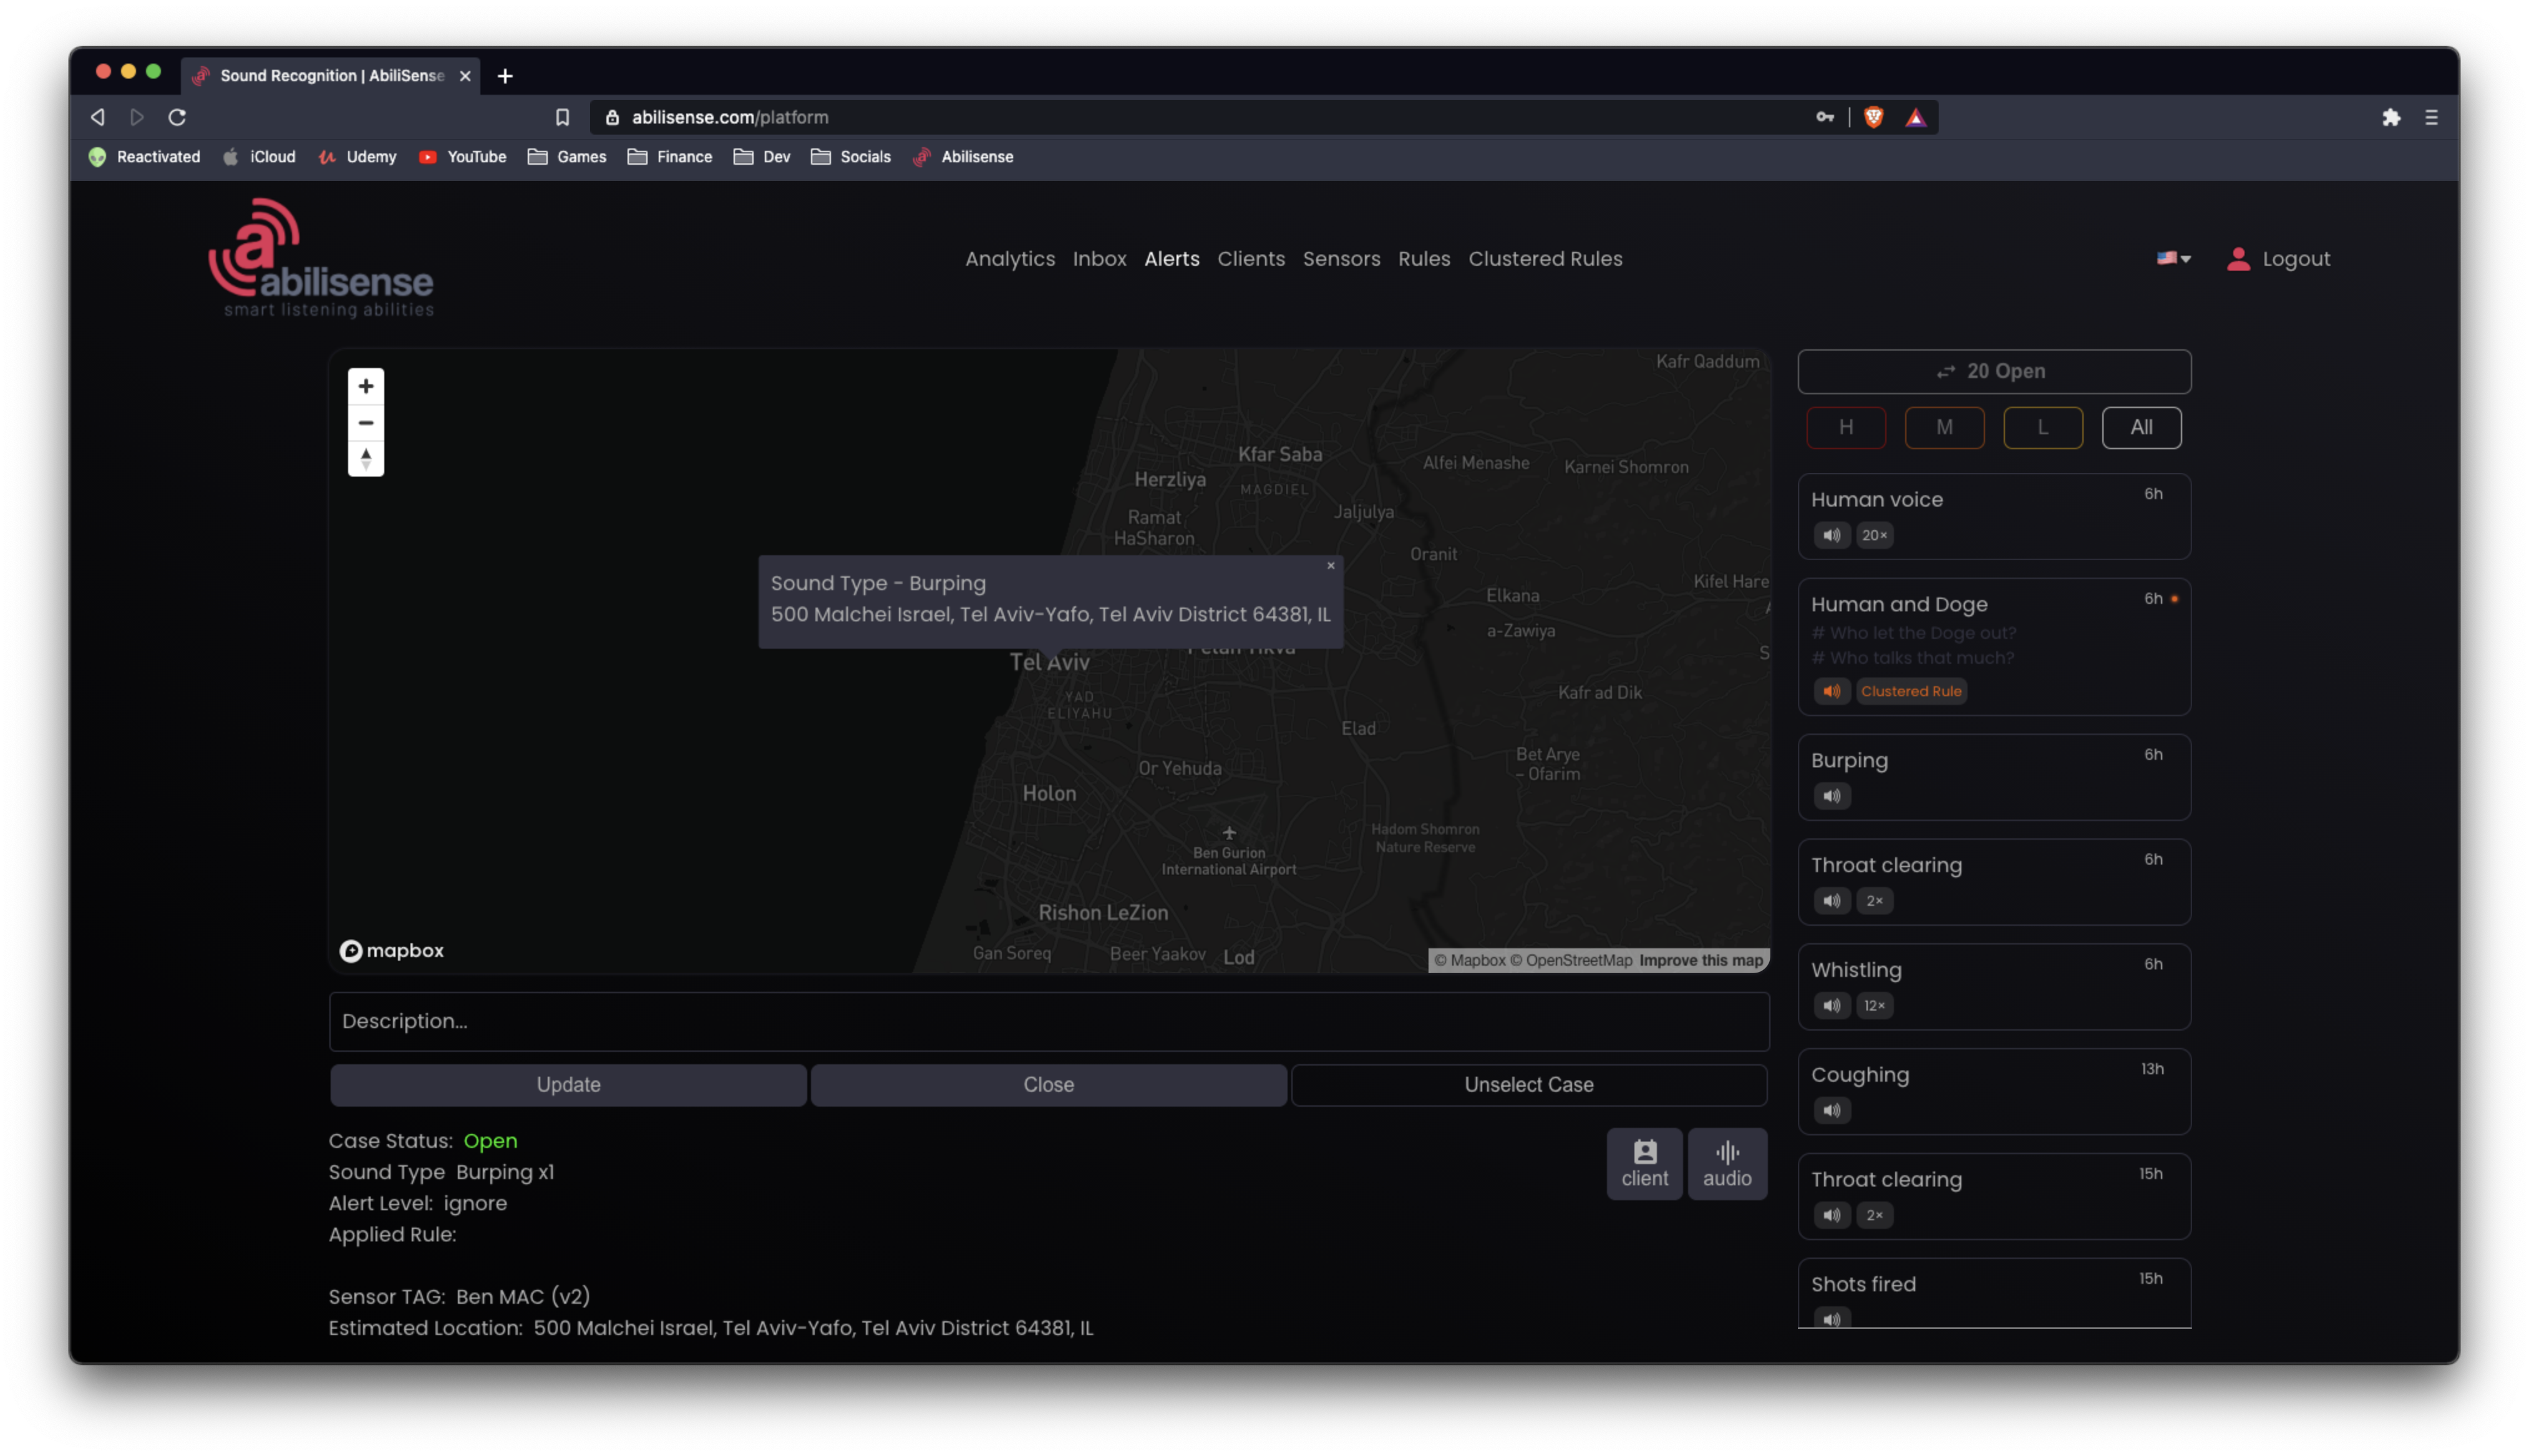 Sound Recognition | AbiliSense
abilisense.com/platform
Reactivated iCloud Udemy YouTube Games Finance Dev Socials Abilisense
a
abilisense
smart listening abilities
Analytics Inbox Alerts Clients Sensors Rules Clustered Rules
Logout
Kafr Qaddum
Kfar Saba
Alfei Menashe
Karnei Shomron
Herzliya
MAGDIEL
Jaljulya
Ramat
HaSharon
Oranit
Kifel Hare
Elkana
a-Zawiya
Sound Type - Burping
500 Malchei Israel, Tel Aviv-Yafo, Tel Aviv District 64381, IL
Tel Aviv
YAD
ELIYAHU
Kafr ad Dik
Elad
Bet Arye
- Ofarim
Or Yehuda
Holon
Hadom Shomron
Nature Reserve
Ben Gurion
International Airport
Rishon LeZion
Gan Soreq
Beer Yaakov
Lod
mapbox
© Mapbox © OpenStreetMap Improve this map
Description...
Update
Close
Unselect Case
Case Status: Open
Sound Type Burping x1
Alert Level: ignore
Applied Rule:
client
audio
Sensor TAG: Ben MAC (v2)
Estimated Location: 500 Malchei Israel, Tel Aviv-Yafo, Tel Aviv District 64381, IL
20 Open
H M L All
Human voice 6h
20×
Human and Doge 6h
# Who let the Doge out?
# Who talks that much?
Clustered Rule
Burping 6h
Throat clearing 6h
2×
Whistling 6h
12×
Coughing 13h
Throat clearing 15h
2×
Shots fired 15h